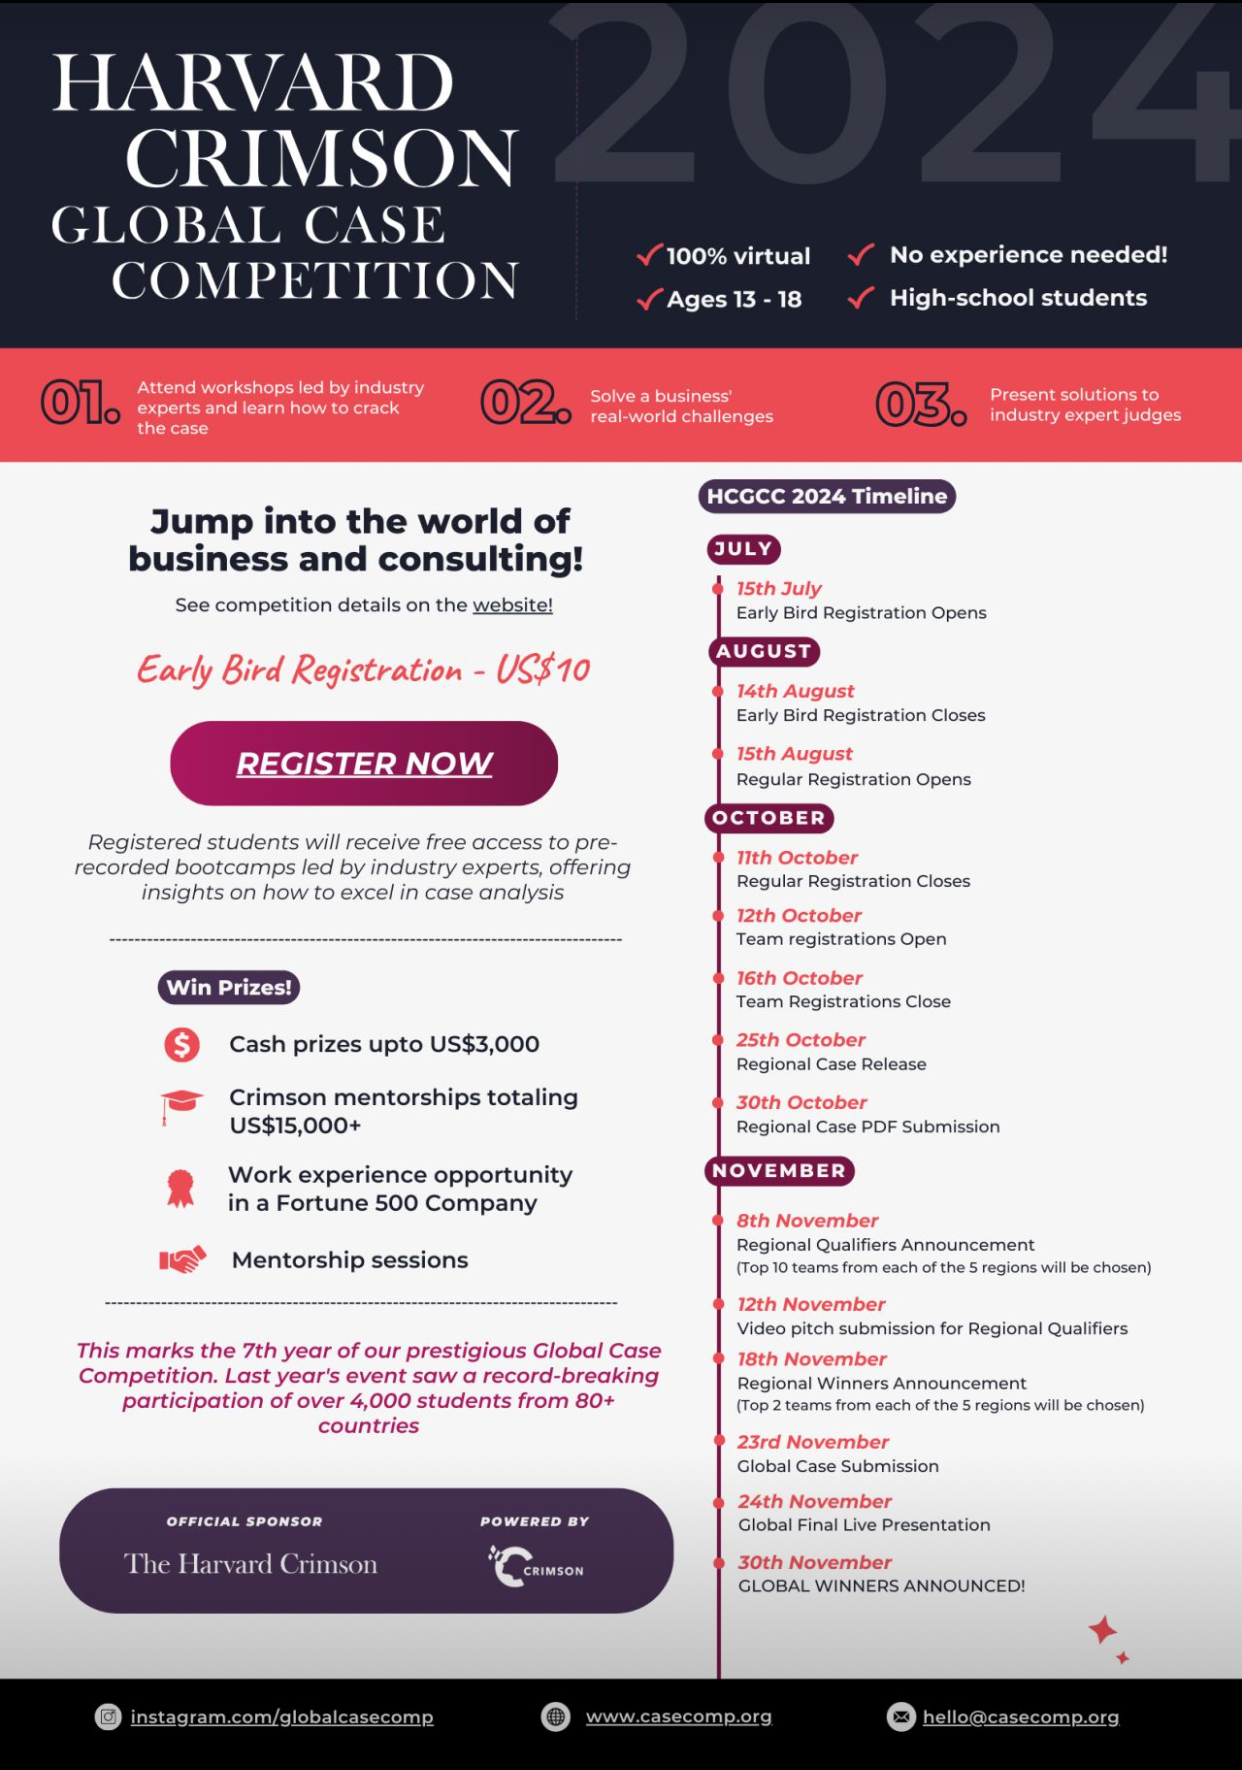 2024
HARVARD
CRIMSON
GLOBAL CASE
COMPETITION
100% virtual
No experience needed!
Ages 13 - 18
High-school students
01.
Attend workshops led by industry
experts and learn how to crack
the case
02.
Solve a business'
real-world challenges
03.
Present solutions to
industry expert judges
Jump into the world of
business and consulting!
See competition details on the website!
Early Bird Registration - US$10
REGISTER NOW
Registered students will receive free access to pre-
recorded bootcamps led by industry experts, offering
insights on how to excel in case analysis
Win Prizes!
Cash prizes upto US$3,000
Crimson mentorships totaling
US$15,000+
Work experience opportunity
in a Fortune 500 Company
Mentorship sessions
This marks the 7th year of our prestigious Global Case
Competition. Last year's event saw a record-breaking
participation of over 4,000 students from 80+
countries
OFFICIAL SPONSOR
The Harvard Crimson
POWERED BY
CRIMSON
HCGCC 2024 Timeline
JULY
15th July
Early Bird Registration Opens
AUGUST
14th August
Early Bird Registration Closes
15th August
Regular Registration Opens
OCTOBER
11th October
Regular Registration Closes
12th October
Team registrations Open
16th October
Team Registrations Close
25th October
Regional Case Release
30th October
Regional Case PDF Submission
NOVEMBER
8th November
Regional Qualifiers Announcement
(Top 10 teams from each of the 5 regions will be chosen)
12th November
Video pitch submission for Regional Qualifiers
18th November
Regional Winners Announcement
(Top 2 teams from each of the 5 regions will be chosen)
23rd November
Global Case Submission
24th November
Global Final Live Presentation
30th November
GLOBAL WINNERS ANNOUNCED!
instagram.com/globalcasecomp
www.casecomp.org
hello@casecomp.org